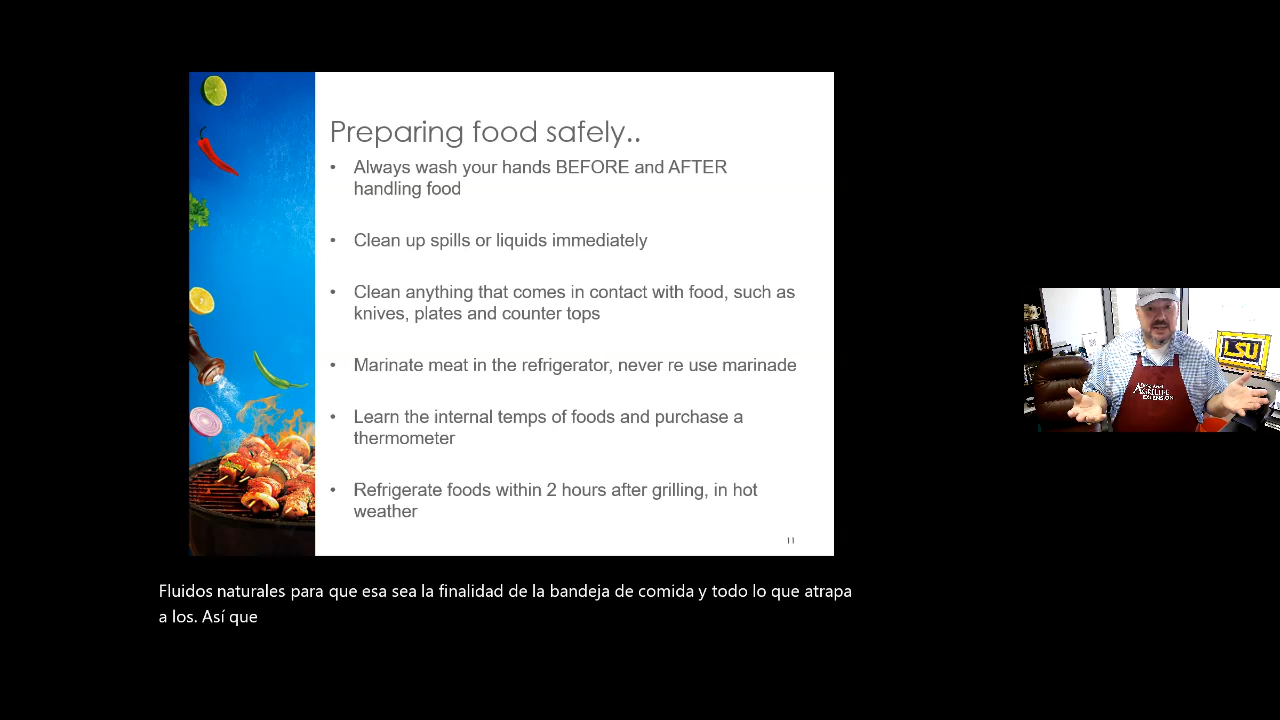 Preparing food safely..
• Always wash your hands BEFORE and AFTER
handling food
• Clean up spills or liquids immediately
• Clean anything that comes in contact with food, such as
knives, plates and counter tops
• Marinate meat in the refrigerator, never re use marinade
• Learn the internal temps of foods and purchase a
thermometer
• Refrigerate foods within 2 hours after grilling, in hot
weather
11
LSU
AGRILIFE
EXTENSION
Fluidos naturales para que esa sea la finalidad de la bandeja de comida y todo lo que atrapa
a los. Así que